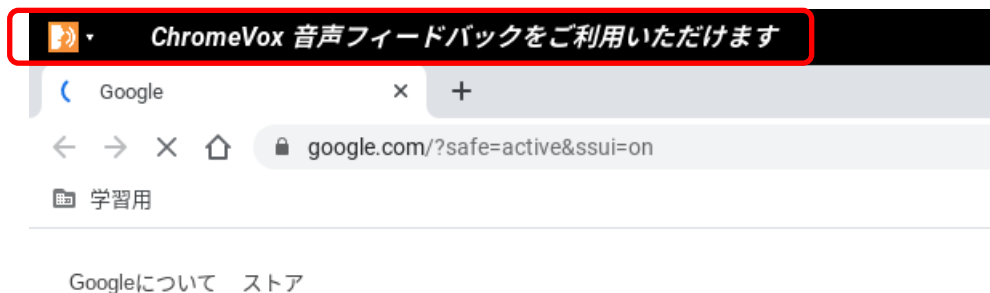 ChromeVox 音声フィードバックをご利用いただけます
Google
google.com/?safe=active&ssui=on
学習用
Googleについて ストア